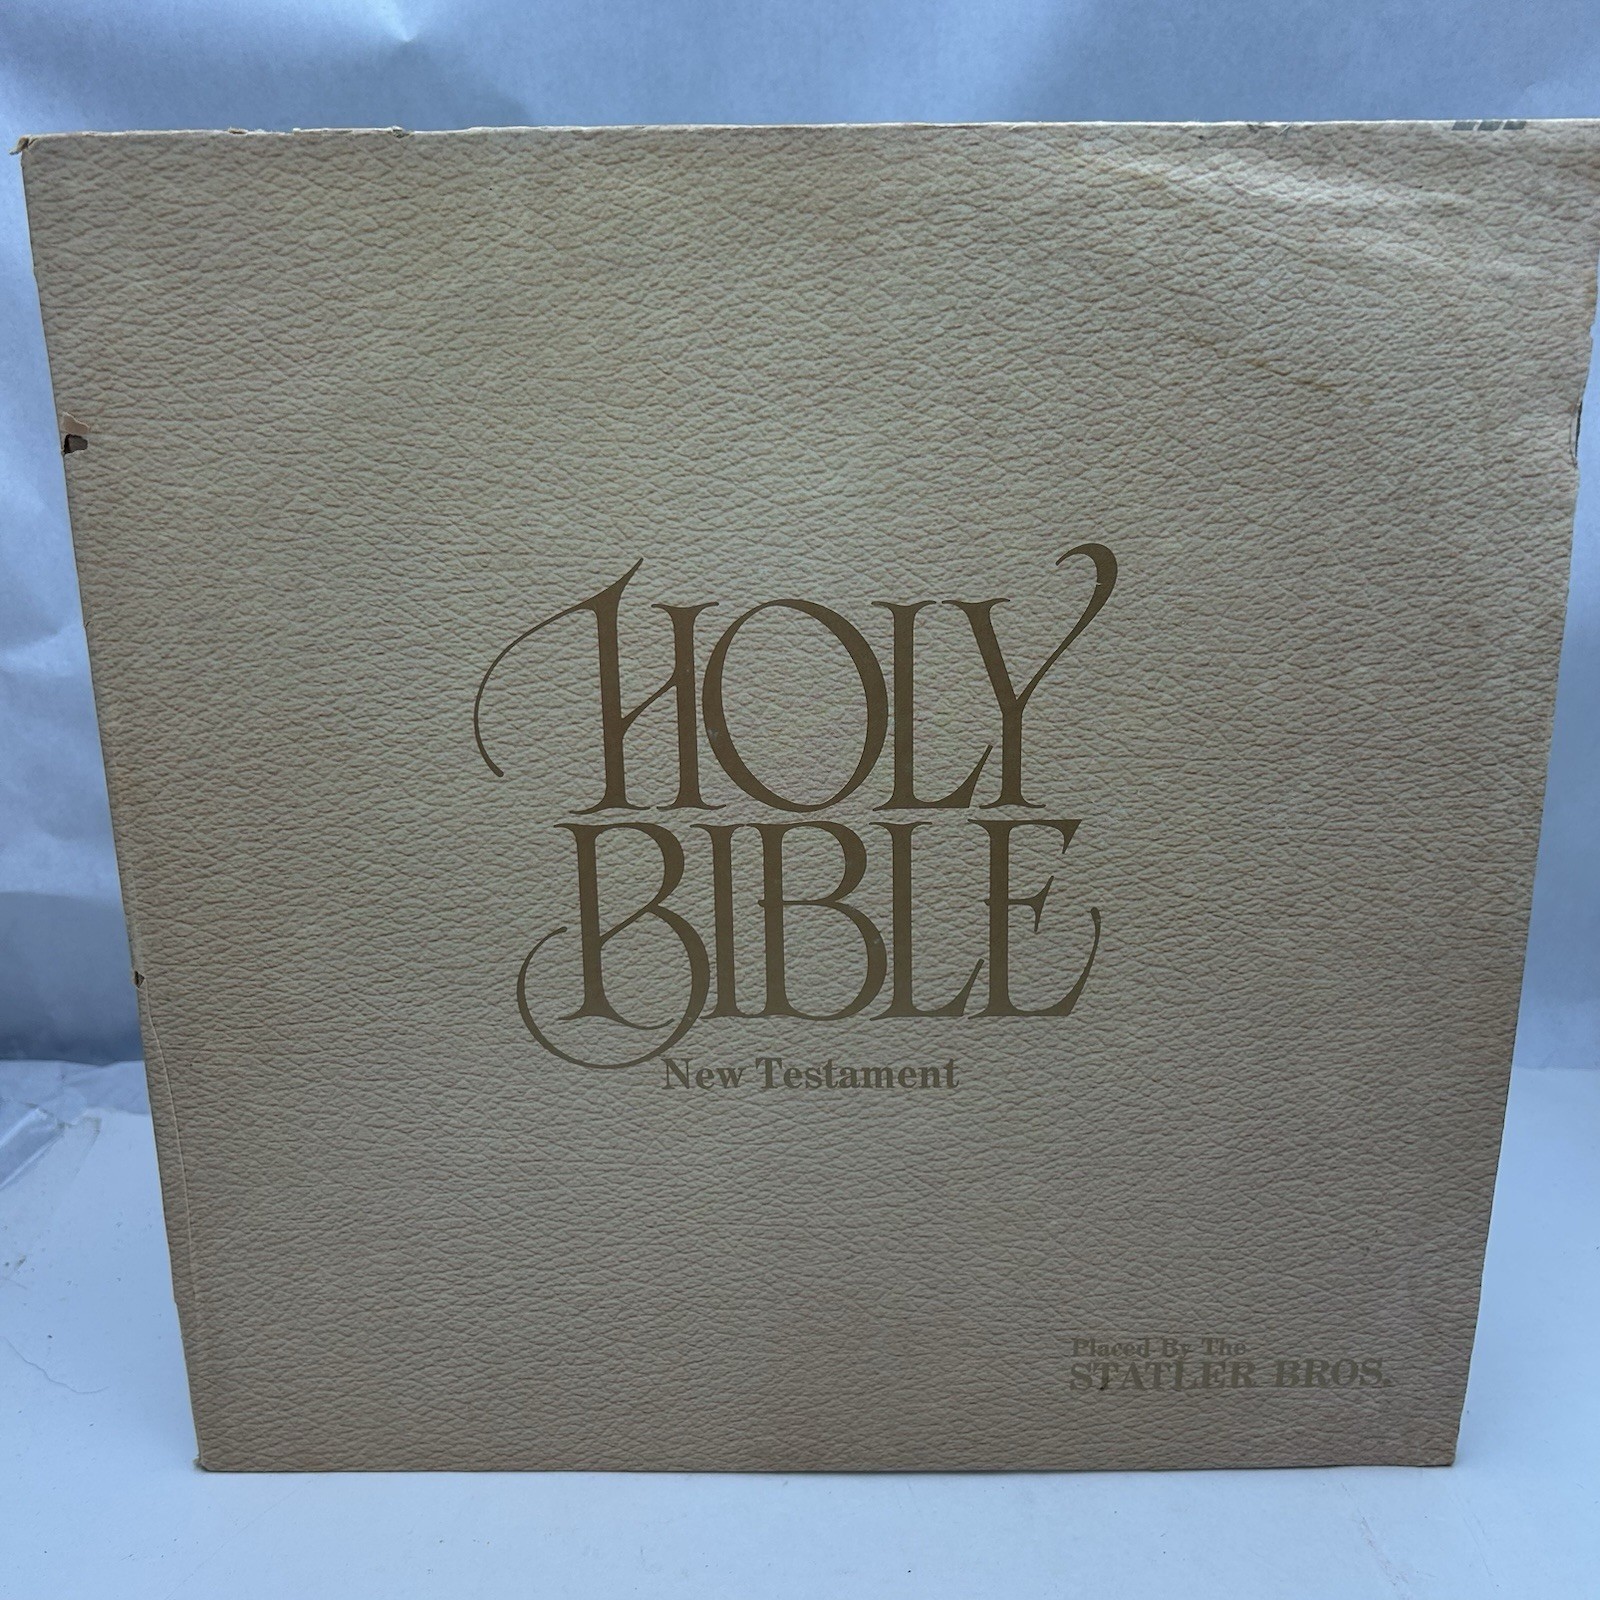 HOLY
BIBLE
New Testament
Placed By The
STATLER BROS.